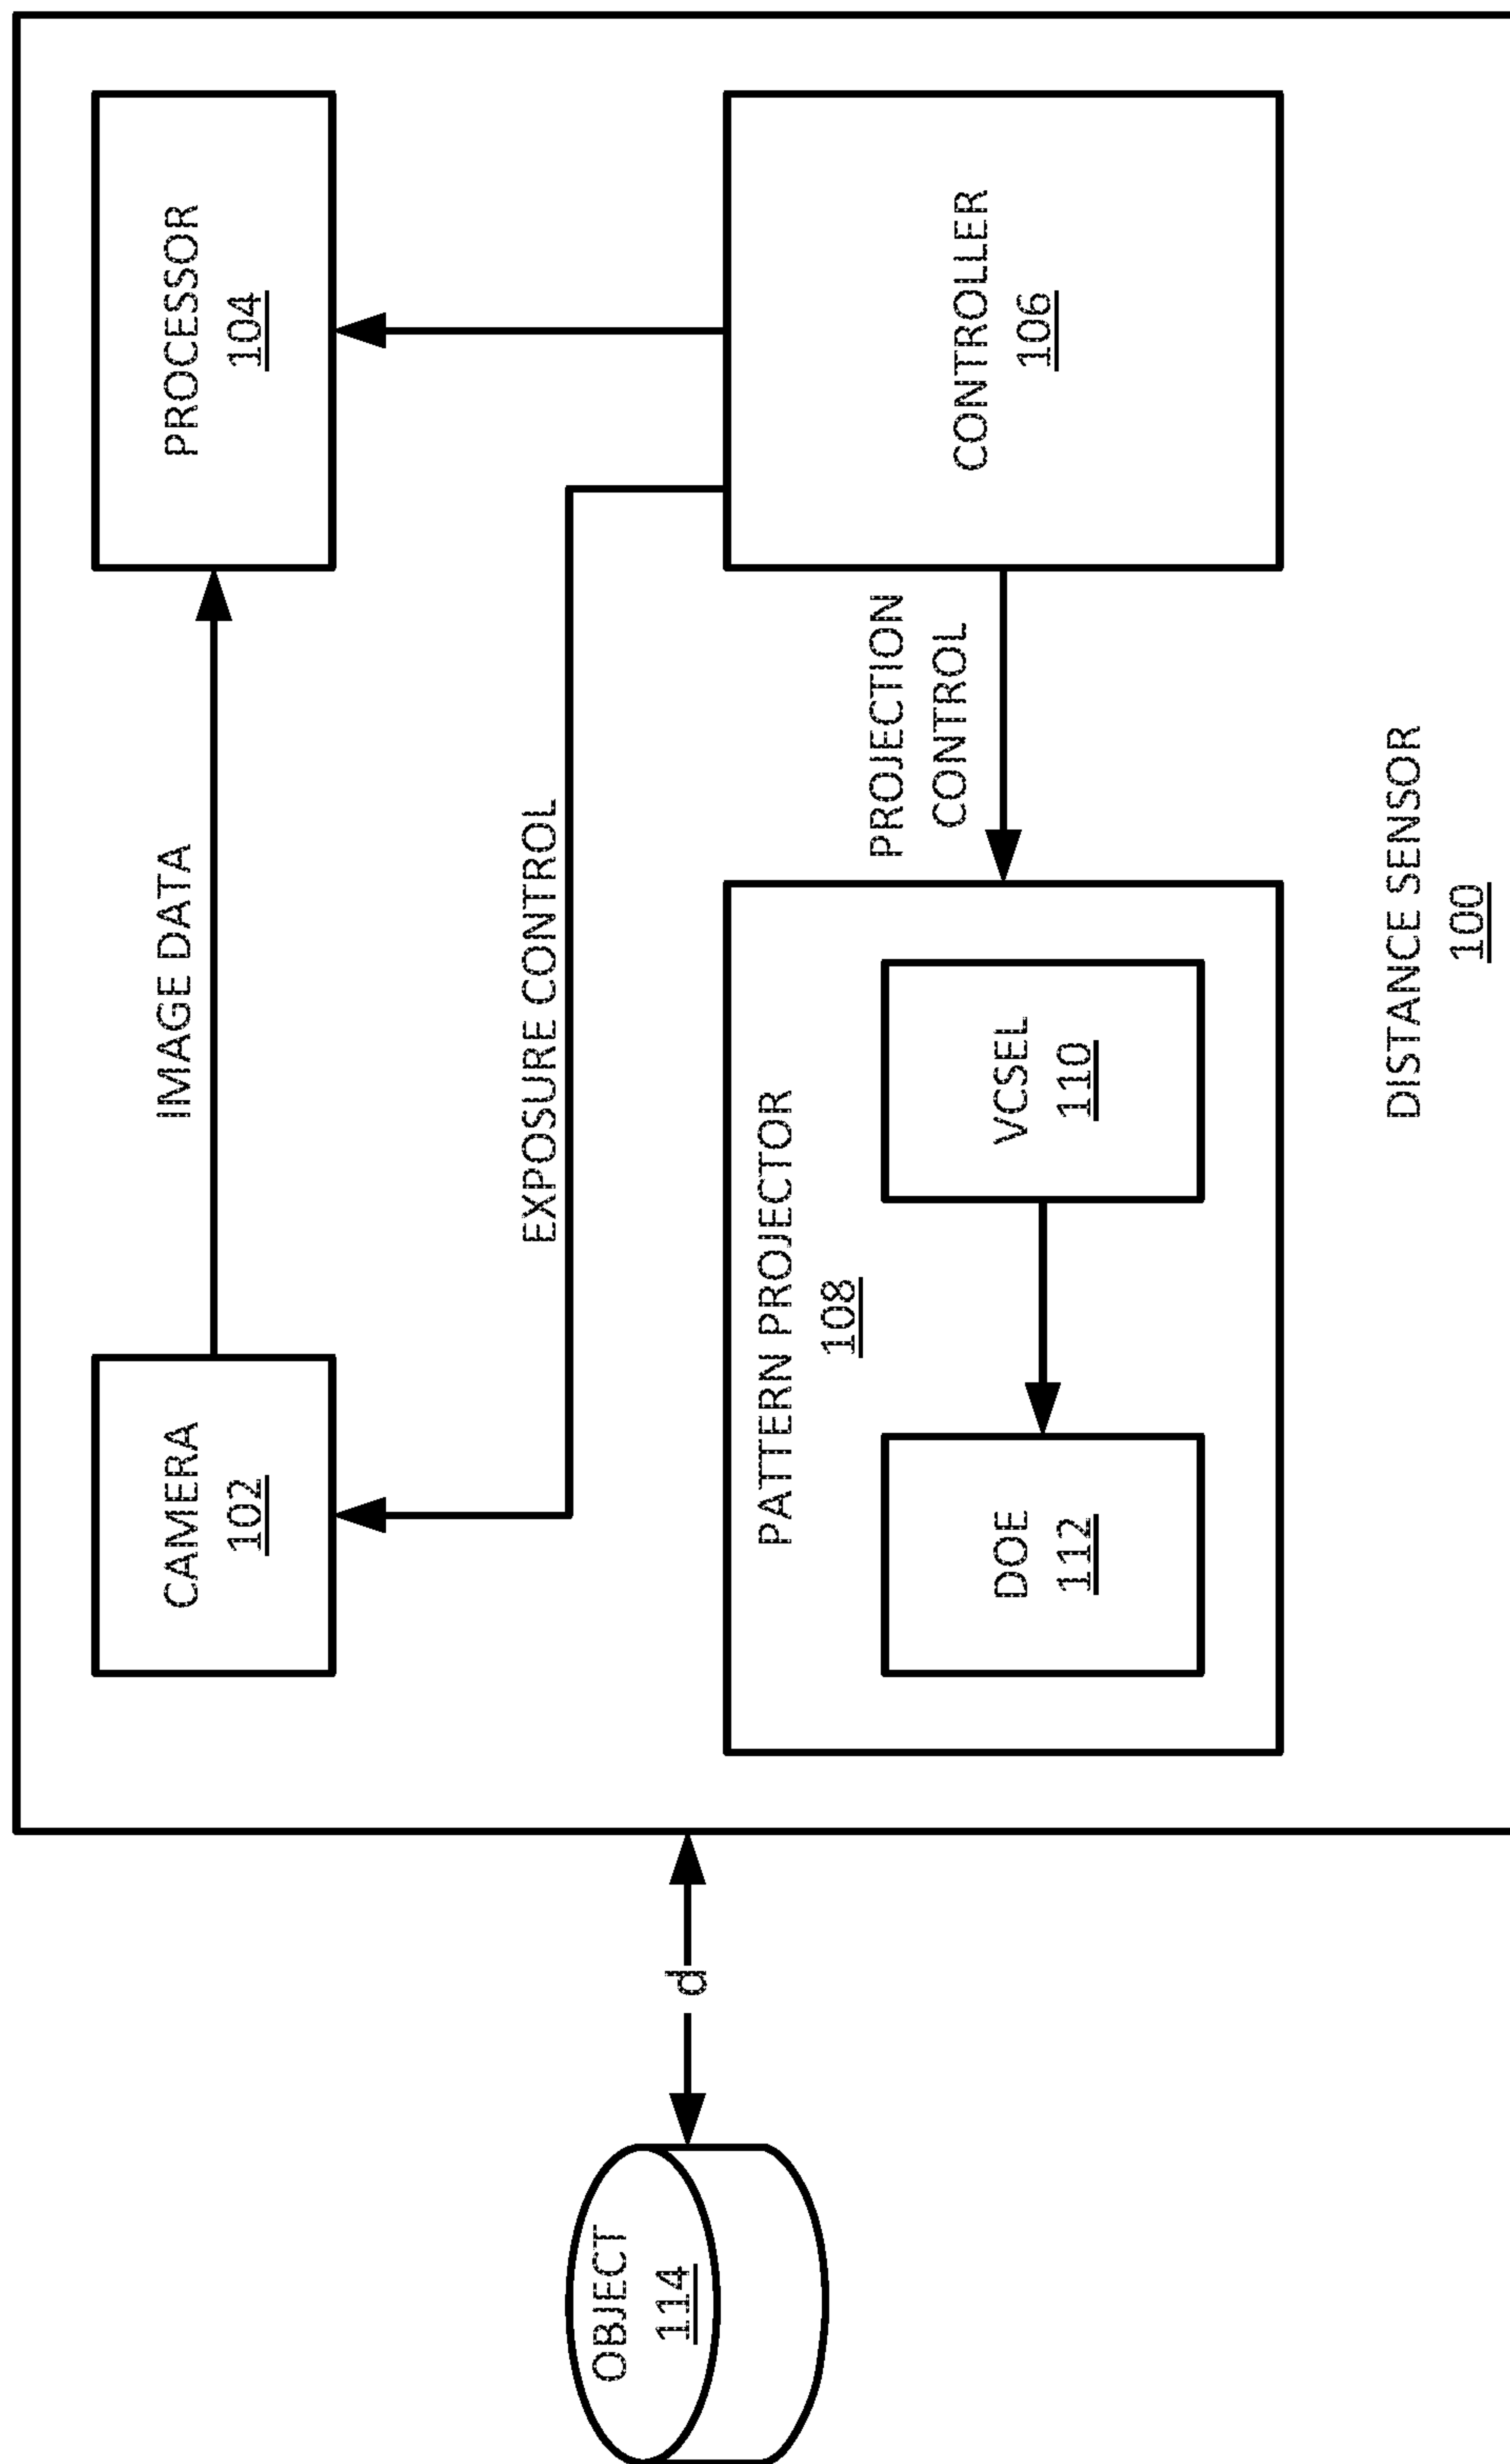 CAMERA
102
IMAGE DATA
PROCESSOR
104
EXPOSURE CONTROL
OBJECT
114
d
PATTERN PROJECTOR
108
DOE
112
VCSEL
110
PROJECTION
CONTROL
CONTROLLER
106
DISTANCE SENSOR
100